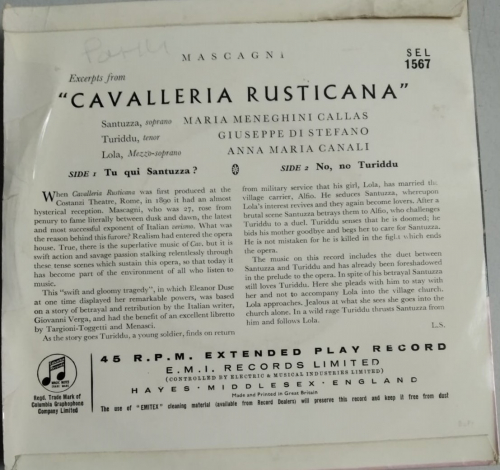 MASCAGNI
SEL
1567
Excerpts from
"CAVALLERIA RUSTICANA"
Santuzza, soprano MARIA MENEGHINI CALLAS
Turiddu, tenor GIUSEPPE DI STEFANO
Lola, Mezzo-soprano ANNA MARIA CANALI
SIDE 1 Tu qui Santuzza?
SIDE 2 No, no Turiddu
When Cavalleria Rusticana was first produced at the
Costanzi Theatre, Rome, in 1890 it had an almost
hysterical reception. Mascagni, who was 27, rose from
penury to fame literally between dusk and dawn, the latest
and most successful exponent of Italian verismo. What was
the reason behind this furore? Realism had entered the opera
house. True, there is the superlative music of Cav, but it is
swift action and savage passion stalking relentlessly through
these tense scenes which sustain this opera, so that today it
has become part of the environment of all who listen to
music.
This "swift and gloomy tragedy", in which Eleanor Duse
at one time displayed her remarkable powers, was based
on a story of betrayal and retribution by the Italian writer,
Giovanni Verga, and had the benefit of an excellent libretto
by Targioni-Toggetti and Menasci.
As the story goes Turiddu, a young soldier, finds on return
from military service that his girl, Lola, has married the
village carrier, Alfio. He seduces Santuzza, whereupon
Lola's interest revives and they again become lovers. After a
brutal scene Santuzza betrays them to Alfio, who challenges
Turiddu to a duel. Turiddu senses that he is doomed; he
bids his mother goodbye and begs her to care for Santuzza.
He is not mistaken for he is killed in the fight which ends
the opera.
The music on this record includes the duet between
Santuzza and Turiddu and has already been foreshadowed
in the prelude to the opera. In spite of his betrayal Santuzza
still loves Turiddu. Here she pleads with him to stay with
her and not to accompany Lola into the village church.
Lola approaches. Jealous at what she sees she goes into the
church alone. In a wild rage Turiddu thrusts Santuzza from
him and follows Lola.
L.S.
45 R.P.M. EXTENDED PLAY RECORD
E.M.I. RECORDS LIMITED
(CONTROLLED BY ELECTRIC & MUSICAL INDUSTRIES LIMITED)
HAYES · MIDDLESEX · ENGLAND
Made and Printed in Great Britain
Regd. Trade Mark of
Columbia Graphophone
Company Limited
The use of "EMITEX" cleaning material (available from Record Dealers) will preserve this record and keep it free from dust